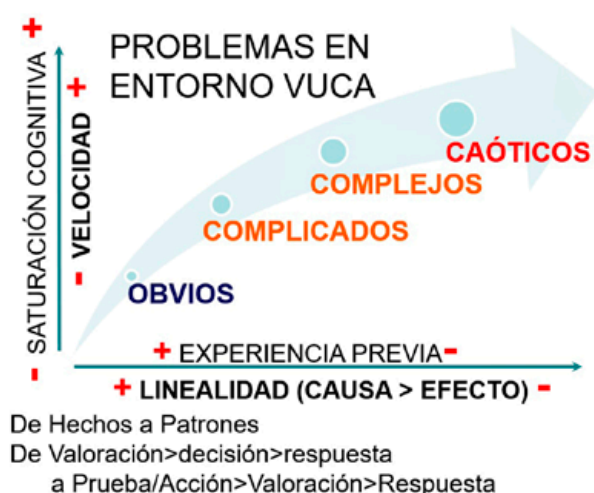 +
PROBLEMAS EN
ENTORNO VUCA
SATURACIÓN COGNITIVA
+
VELOCIDAD
-
-
CAÓTICOS
COMPLEJOS
COMPLICADOS
OBVIOS
+ EXPERIENCIA PREVIA -
+ LINEALIDAD (CAUSA > EFECTO) -
De Hechos a Patrones
De Valoración>decisión>respuesta
a Prueba/Acción>Valoración>Respuesta